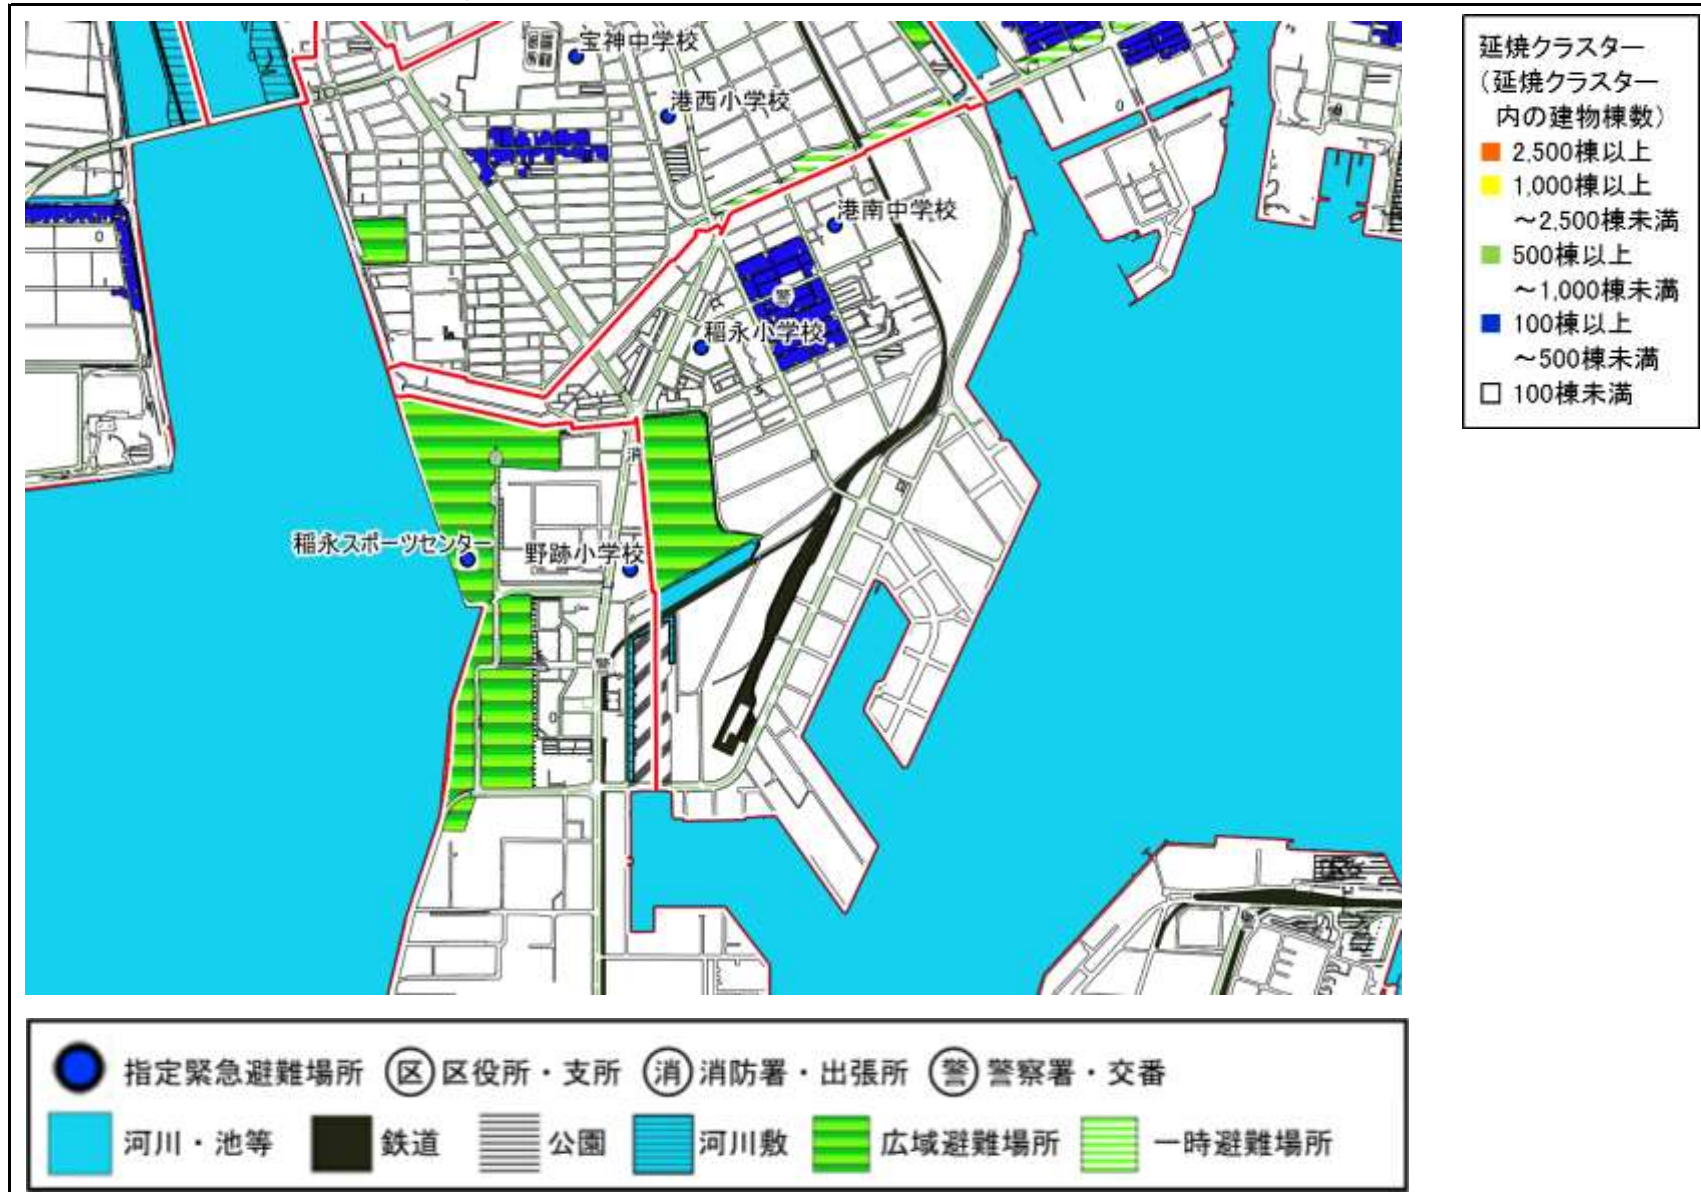 宝神中学校
港西小学校
港南中学校
警
稲永小学校
消
稲永スポーツセンター
野跡小学校
警
延焼クラスター
(延焼クラスター
内の建物棟数)
2,500棟以上
1,000棟以上
～2,500棟未満
500棟以上
～1,000棟未満
100棟以上
～500棟未満
100棟未満
指定緊急避難場所 区 区役所・支所 消 消防署・出張所 警 警察署・交番
河川・池等 鉄道 公園 河川敷 広域避難場所 一時避難場所